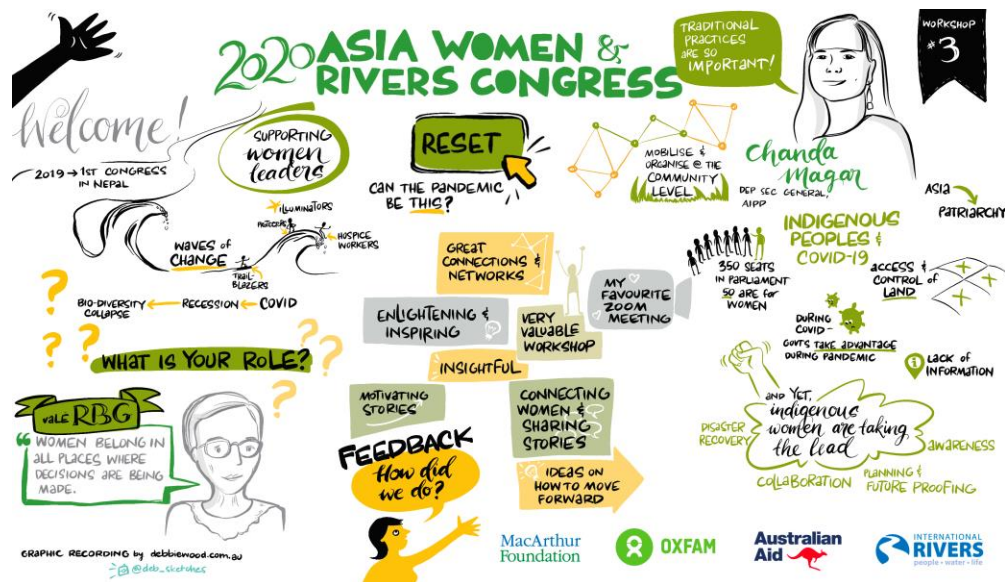 2020 ASIA WOMEN &
RIVERS CONGRESS
TRADITIONAL
PRACTICES
ARE SO
IMPORTANT!
WORKSHOP
#3
Welcome!
2019 → 1ST CONGRESS
IN NEPAL
SUPPORTING
women
leaders
ILLUMINATORS
PROTECTORS
HOSPICE
WORKERS
WAVES of
CHANGE
TRAIL-
BLAZERS
BIO-DIVERSITY
COLLAPSE
RECESSION
COVID
WHAT IS YOUR ROLE?
VALE RBG
WOMEN BELONG IN
ALL PLACES WHERE
DECISIONS ARE BEING
MADE.
GRAPHIC RECORDING by debbiewood.com.au
@deb_sketches
RESET
CAN THE PANDEMIC
BE THIS?
MOBILISE &
ORGANISE @ THE
COMMUNITY
LEVEL
GREAT
CONNECTIONS &
NETWORKS
ENLIGHTENING &
INSPIRING
VERY
VALUABLE
WORKSHOP
MY
FAVOURITE
ZOOM
MEETING
INSIGHTFUL
MOTIVATING
STORIES
CONNECTING
WOMEN &
SHARING
STORIES
IDEAS ON
HOW TO MOVE
FORWARD
FEEDBACK
How did
we do?
Chanda
Magar
DEP SEC GENERAL,
AIPP
ASIA
PATRIARCHY
INDIGENOUS
PEOPLES &
COVID-19
350 SEATS
IN PARLIAMENT
50 ARE for
WOMEN
ACCESS &
CONTROL of
LAND
DURING
COVID-
GOVTS TAKE ADVANTAGE
DURING PANDEMIC
LACK OF
INFORMATION
AND YET,
indigenous
women are taking
the lead
DISASTER
RECOVERY
AWARENESS
COLLABORATION
PLANNING &
FUTURE PROOFING
MacArthur
Foundation
OXFAM
Australian
Aid
INTERNATIONAL
RIVERS
people • water • life